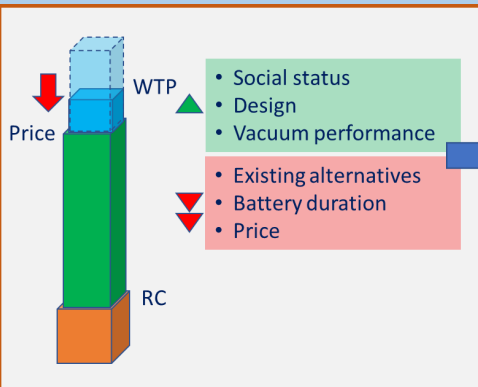 WTP
Price
RC
• Social status
• Design
• Vacuum performance
• Existing alternatives
• Battery duration
• Price